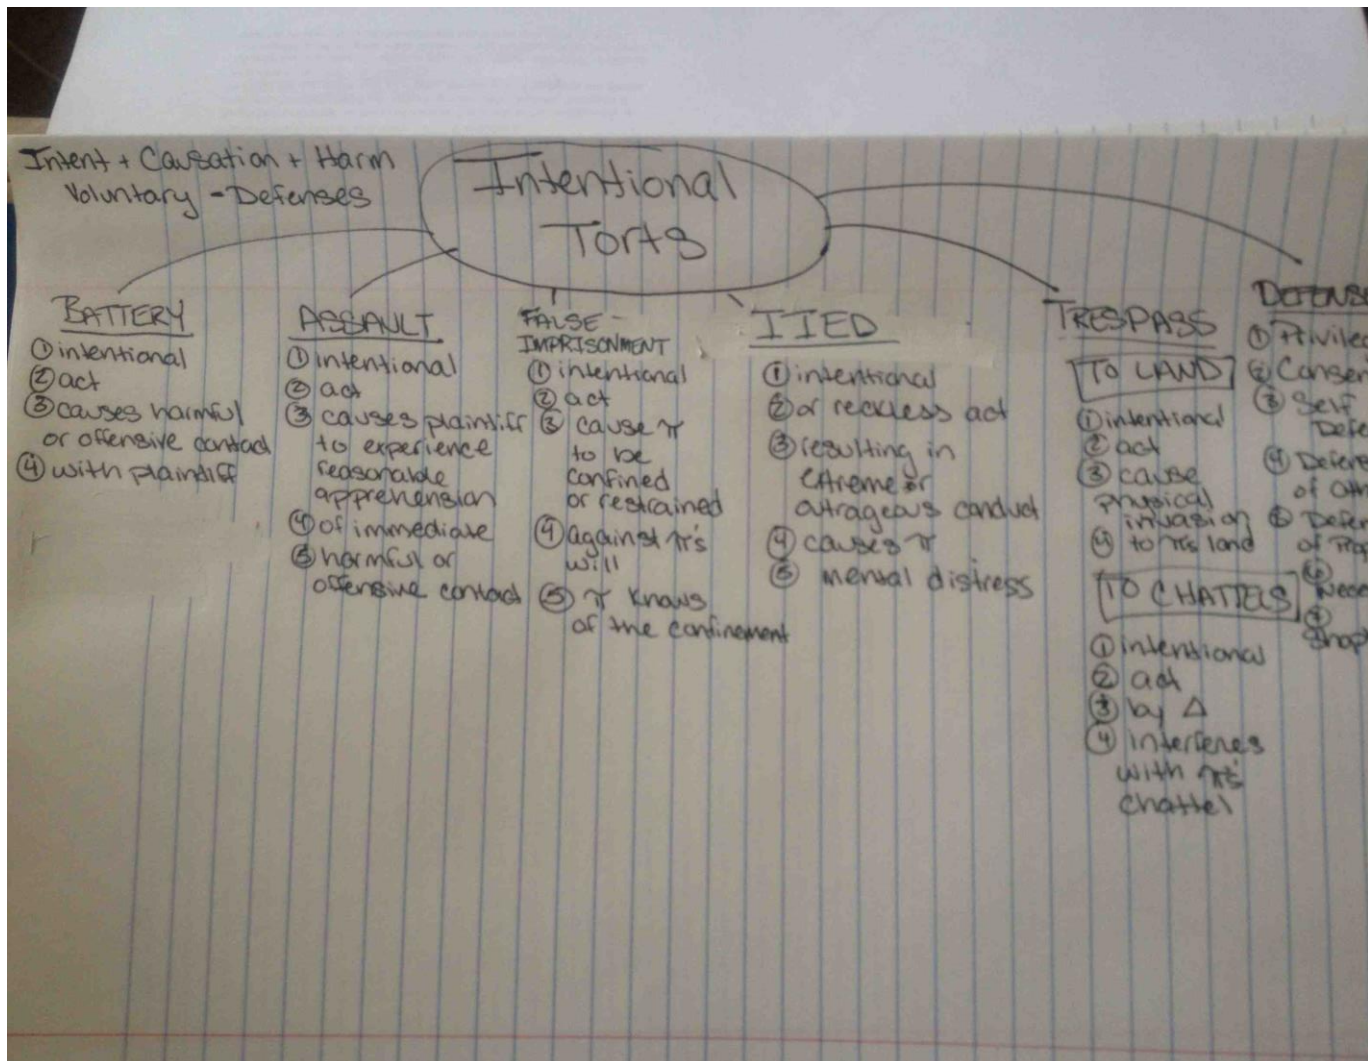 Intent + Causation + Harm
Voluntary - Defenses
Intentional
Torts
BATTERY
① intentional
② act
③ causes harmful
or offensive contact
④ with plaintiff
ASSAULT
① intentional
② act
③ causes plaintiff
to experience
reasonable
apprehension
④ of immediate
⑤ harmful or
offensive contact
FALSE -
IMPRISONMENT
① intentional
② act
③ cause π
to be
confined
or restrained
④ against π's
will
⑤ π knows
of the confinement
IIED
① intentional
② or reckless act
③ resulting in
extreme or
outrageous conduct
④ causes π
⑤ mental distress
TRESPASS
TO LAND
① intentional
② act
③ cause
physical
invasion
④ to π's land
TO CHATTELS
① intentional
② act
③ by Δ
④ interferes
with π's
chattel
DEFENSE
① Privileg
② Consen
③ Self
Defe
④ Defens
of Oth
⑤ Defen
of Prop
⑥
Nece
⑦
Shop